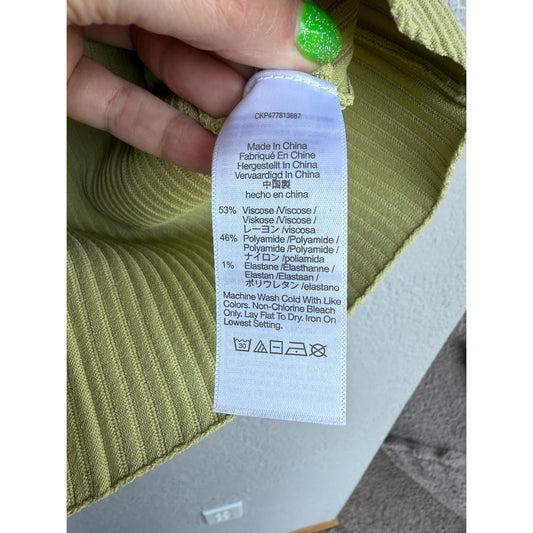 CKP477813887
Made In China
Fabriqué En Chine
Hergestellt In China
Vervaardigd In China
中国製
hecho en china
53% Viscose /Viscose /
Viskose /Viscose /
レーヨン /viscosa
46% Polyamide /Polyamide /
Polyamide /Polyamide /
ナイロン /poliamida
1% Elastane /Élasthanne /
Elastan /Elastaan /
ポリウレタン /elastano
Machine Wash Cold With Like
Colors. Non-Chlorine Bleach
Only. Lay Flat To Dry. Iron On
Lowest Setting.
30